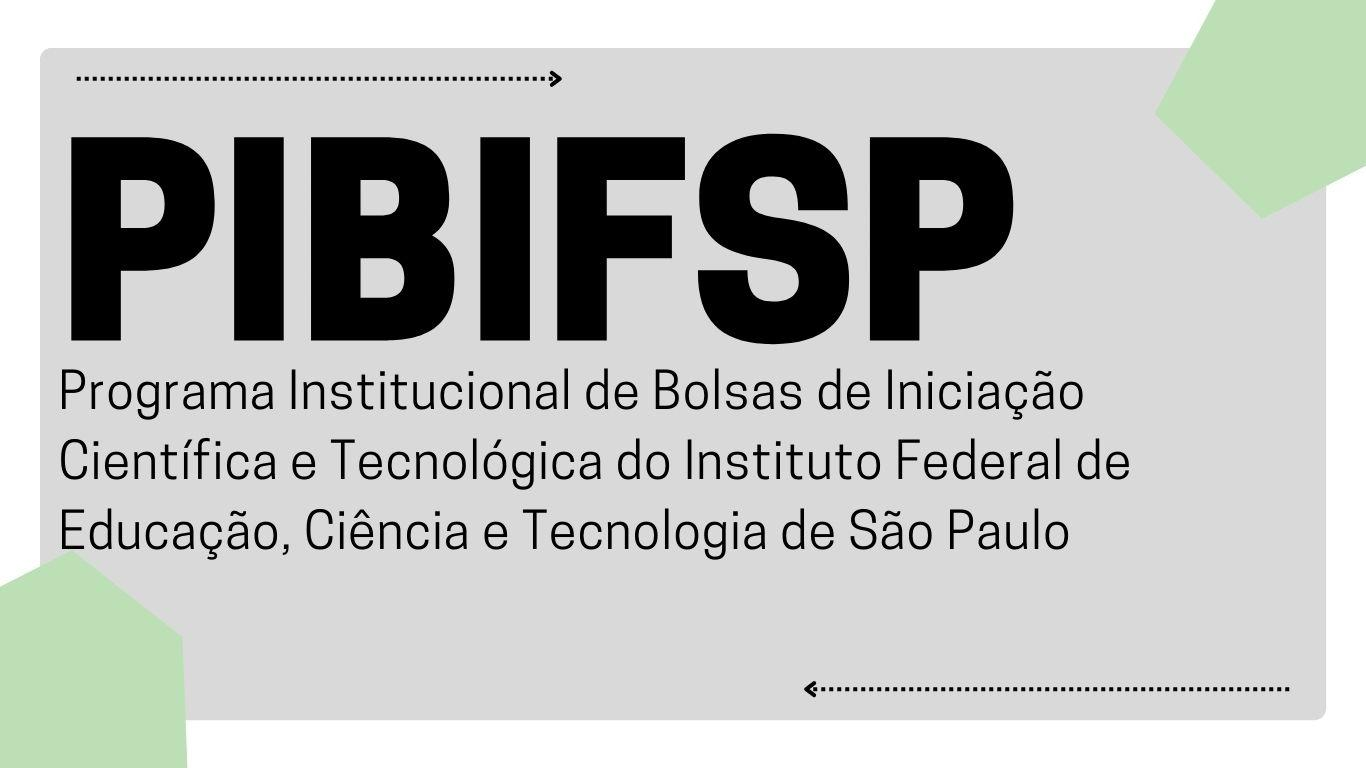 PIBIFSP
Programa Institucional de Bolsas de Iniciação
Científica e Tecnológica do Instituto Federal de
Educação, Ciência e Tecnologia de São Paulo